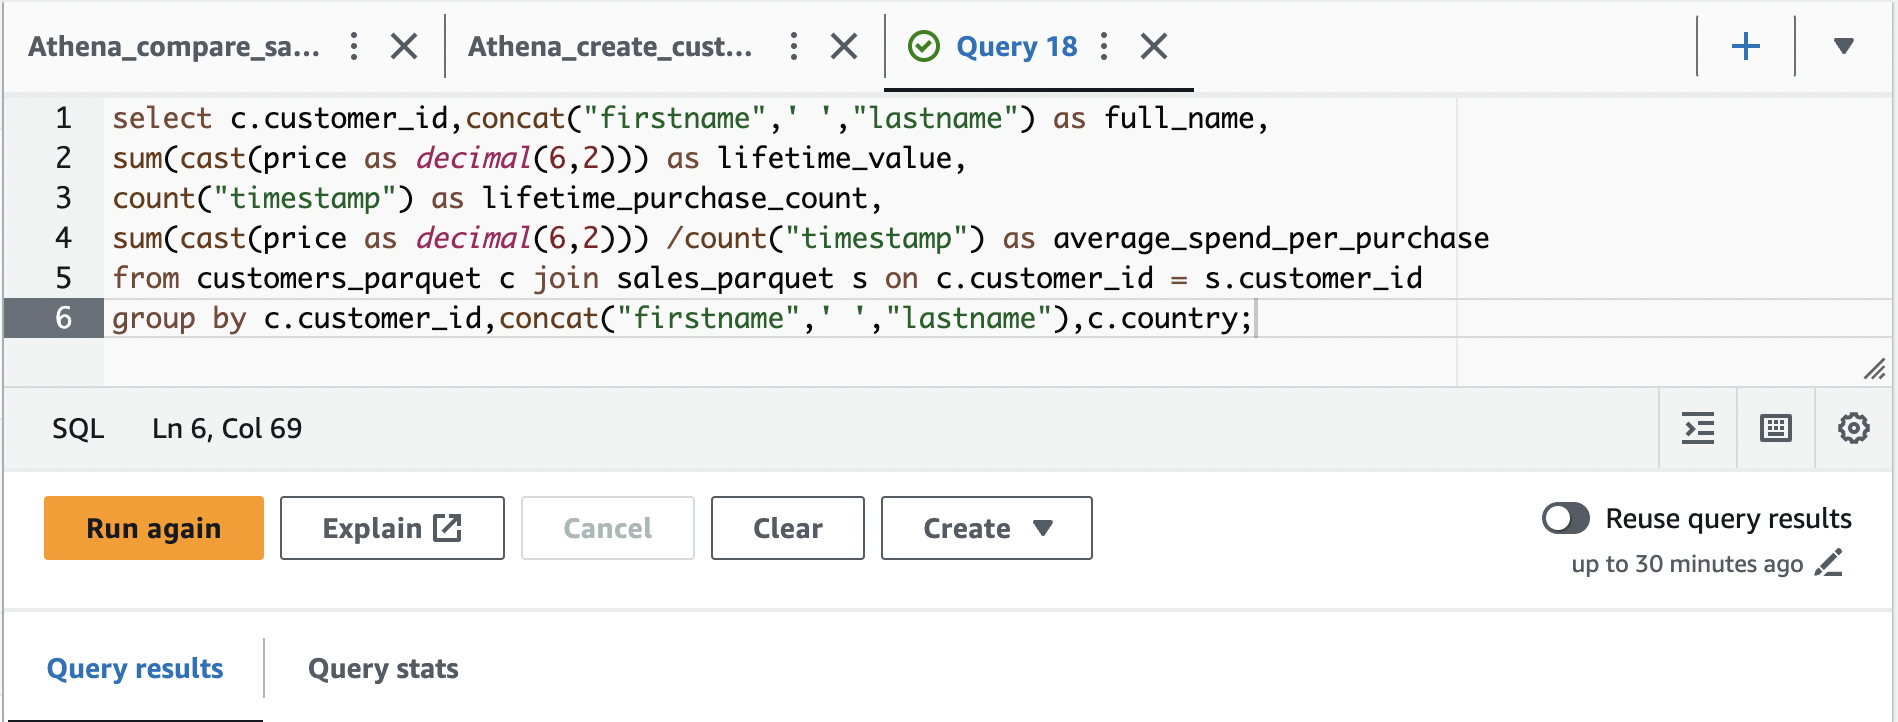 Athena_compare_sa... Athena_create_cust... Query 18
1 select c.customer_id,concat("firstname",' ',"lastname") as full_name,
2 sum(cast(price as decimal(6,2))) as lifetime_value,
3 count("timestamp") as lifetime_purchase_count,
4 sum(cast(price as decimal(6,2))) /count("timestamp") as average_spend_per_purchase
5 from customers_parquet c join sales_parquet s on c.customer_id = s.customer_id
6 group by c.customer_id,concat("firstname",' ',"lastname"),c.country;
SQL Ln 6, Col 69
Run again Explain Cancel Clear Create Reuse query results
up to 30 minutes ago
Query results Query stats